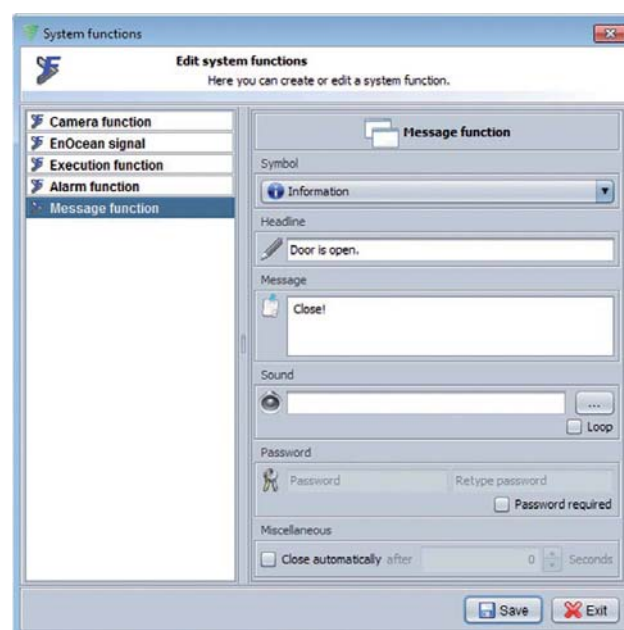 System functions
Edit system functions
Here you can create or edit a system function.
Camera function
EnOcean signal
Execution function
Alarm function
Message function
Message function
Symbol
Information
Headline
Door is open.
Message
Close!
Sound
...
Loop
Password
Password Retype password
Password required
Miscellaneous
Close automatically after 0 Seconds
Save Exit